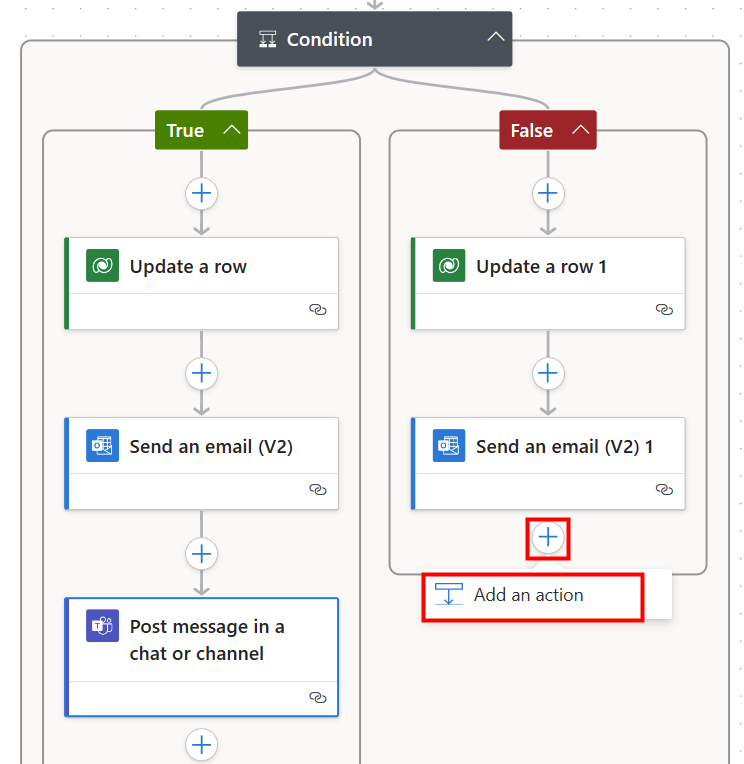 Condition
True
False
Update a row
Update a row 1
Send an email (V2)
Send an email (V2) 1
Add an action
Post message in a
chat or channel